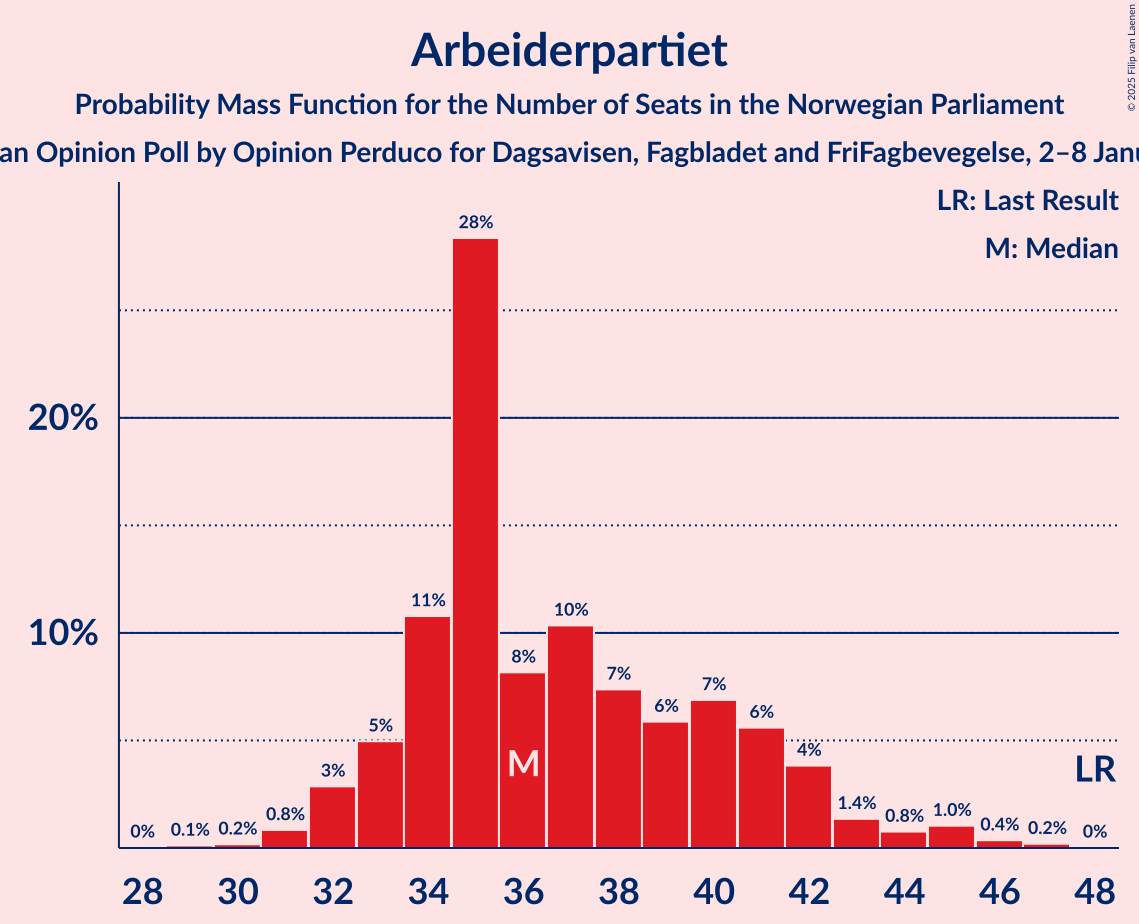 Arbeiderpartiet
Probability Mass Function for the Number of Seats in the Norwegian Parliament
an Opinion Poll by Opinion Perduco for Dagsavisen, Fagbladet and FriFagbevegelse, 2–8 Janu
© 2025 Filip van Laenen
LR: Last Result
M: Median
28%
20%
11%
10%
10%
8%
7%
7%
6%
6%
5%
4%
3%
M
LR
0%
0.1%
0.2%
0.8%
1.4%
0.8%
1.0%
0.4%
0.2%
0%
28 30 32 34 36 38 40 42 44 46 48